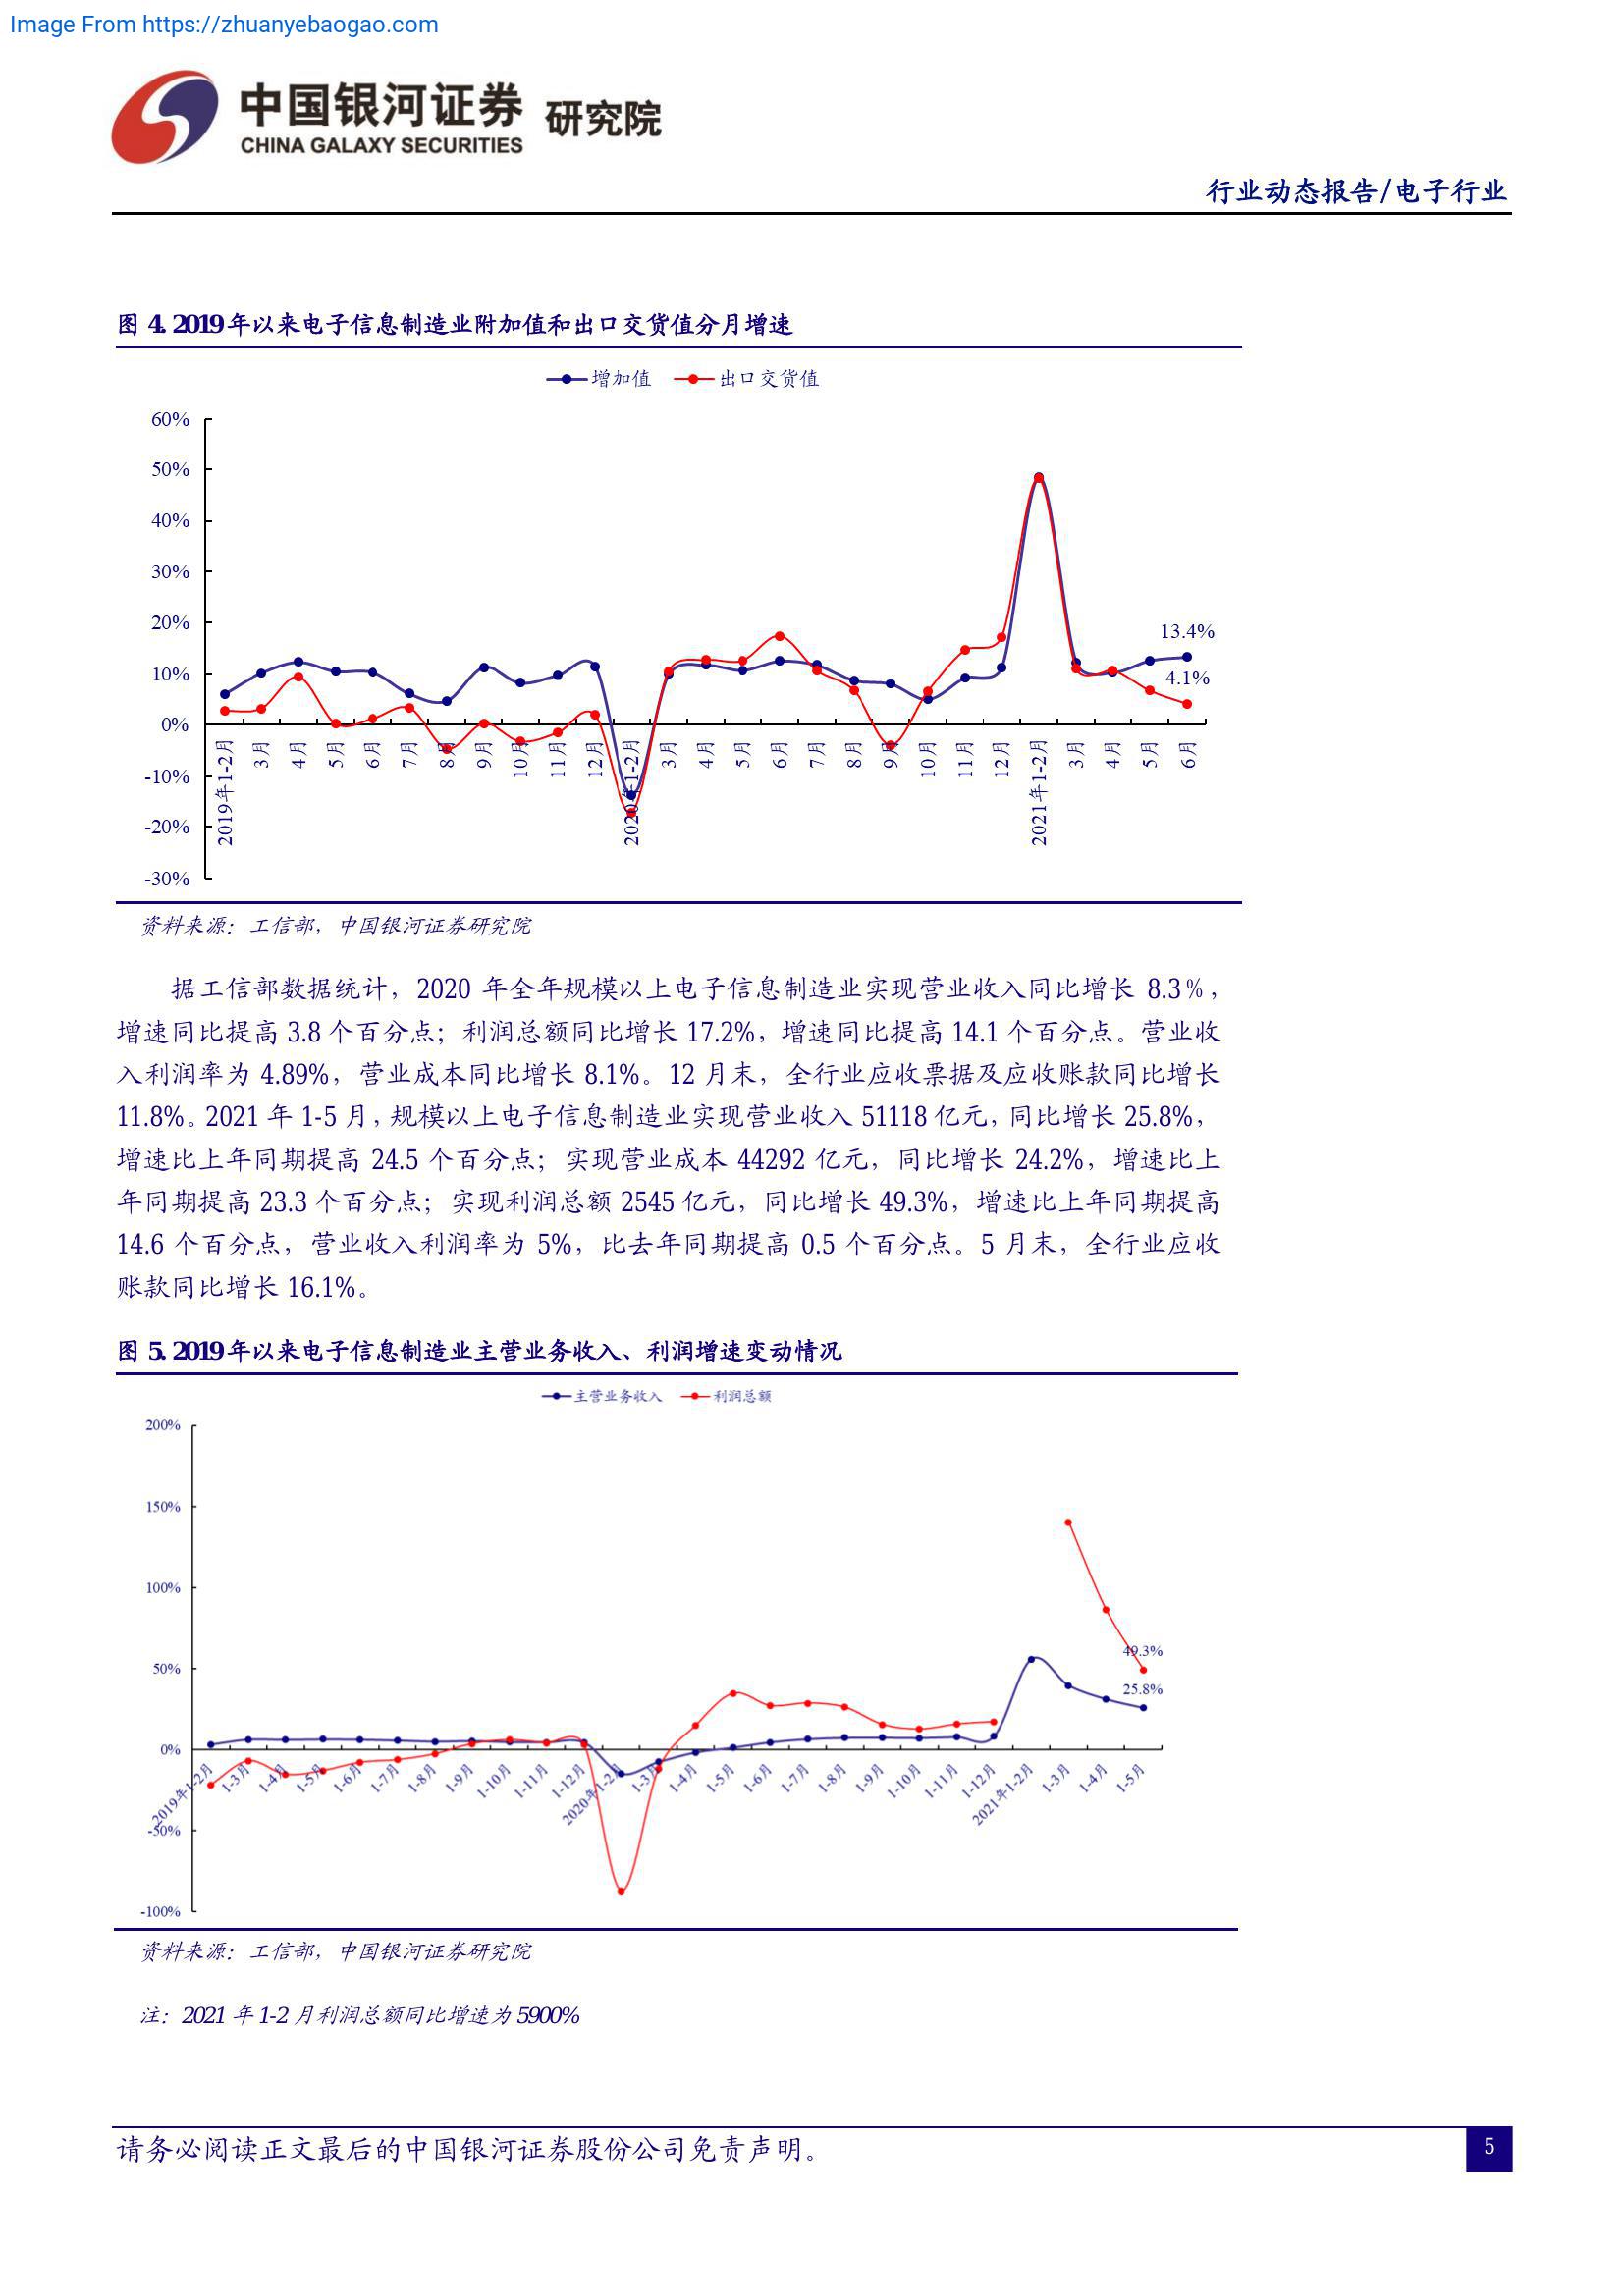 Image From https://zhuanyebaogao.com
中国银河证券 研究院
CHINA GALAXY SECURITIES
行业动态报告/电子行业
图 4. 2019年以来电子信息制造业附加值和出口交货值分月增速
增加值 出口交货值
60%
50%
40%
30%
20%
10%
0%
-10%
-20%
-30%
13.4%
4.1%
2019年1-2月 3月 4月 5月 6月 7月 8月 9月 10月 11月 12月 2020年1-2月 3月 4月 5月 6月 7月 8月 9月 10月 11月 12月 2021年1-2月 3月 4月 5月 6月
资料来源：工信部，中国银河证券研究院
据工信部数据统计，2020 年全年规模以上电子信息制造业实现营业收入同比增长 8.3%，
增速同比提高 3.8 个百分点；利润总额同比增长 17.2%，增速同比提高 14.1 个百分点。营业收
入利润率为 4.89%，营业成本同比增长 8.1%。12 月末，全行业应收票据及应收账款同比增长
11.8%。2021 年 1-5 月，规模以上电子信息制造业实现营业收入 51118 亿元，同比增长 25.8%，
增速比上年同期提高 24.5 个百分点；实现营业成本 44292 亿元，同比增长 24.2%，增速比上
年同期提高 23.3 个百分点；实现利润总额 2545 亿元，同比增长 49.3%，增速比上年同期提高
14.6 个百分点，营业收入利润率为 5%，比去年同期提高 0.5 个百分点。5 月末，全行业应收
账款同比增长 16.1%。
图 5. 2019年以来电子信息制造业主营业务收入、利润增速变动情况
主营业务收入 利润总额
200%
150%
100%
50%
0%
-50%
-100%
49.3%
25.8%
2019年1-2月 1-3月 1-4月 1-5月 1-6月 1-7月 1-8月 1-9月 1-10月 1-11月 1-12月 2020年1-2月 1-3月 1-4月 1-5月 1-6月 1-7月 1-8月 1-9月 1-10月 1-11月 1-12月 2021年1-2月 1-3月 1-4月 1-5月
资料来源：工信部，中国银河证券研究院
注：2021 年 1-2 月利润总额同比增速为 5900%
请务必阅读正文最后的中国银河证券股份公司免责声明。
5